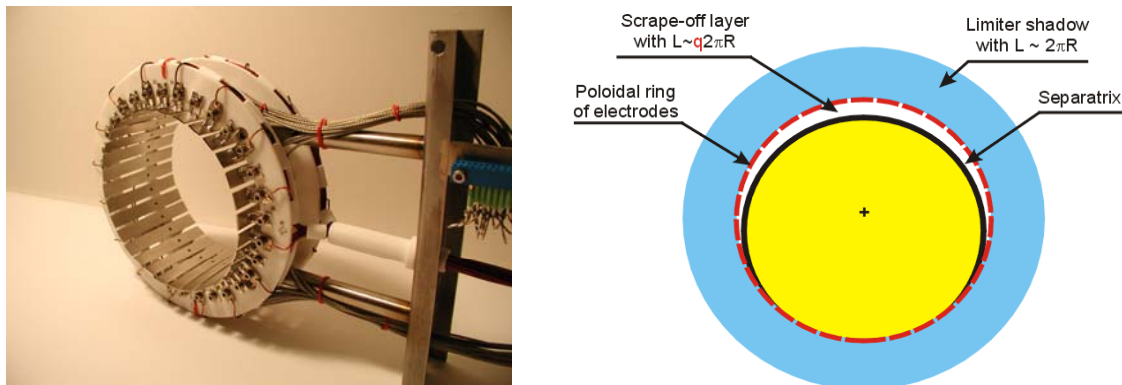 Scrape-off layer
with L~q2πR
Limiter shadow
with L ~ 2πR
Poloidal ring
of electrodes
Separatrix
+